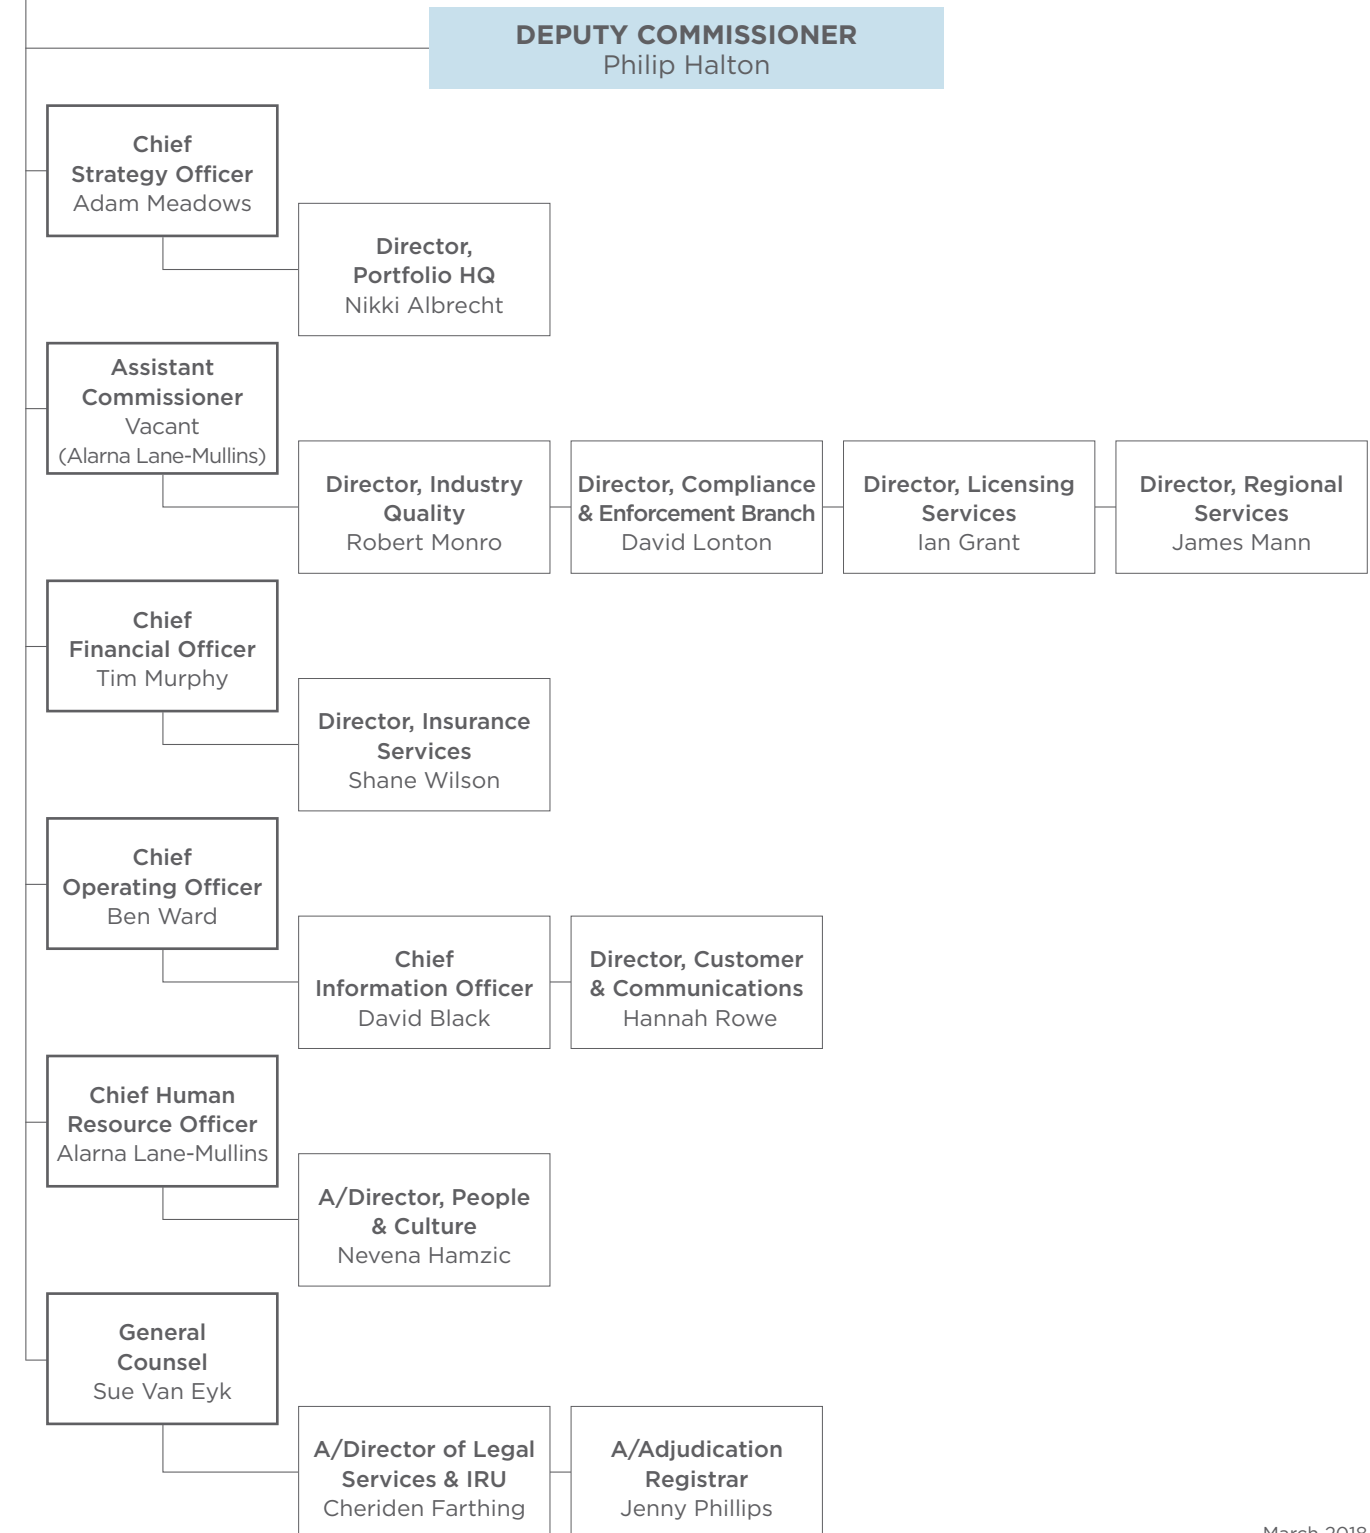 DEPUTY COMMISSIONER
Philip Halton
Chief
Strategy Officer
Adam Meadows
Director,
Portfolio HQ
Nikki Albrecht
Assistant
Commissioner
Vacant
(Alarna Lane-Mullins)
Director, Industry
Quality
Robert Monro
Director, Compliance
& Enforcement Branch
David Lonton
Director, Licensing
Services
Ian Grant
Director, Regional
Services
James Mann
Chief
Financial Officer
Tim Murphy
Director, Insurance
Services
Shane Wilson
Chief
Operating Officer
Ben Ward
Chief
Information Officer
David Black
Director, Customer
& Communications
Hannah Rowe
Chief Human
Resource Officer
Alarna Lane-Mullins
A/Director, People
& Culture
Nevena Hamzic
General
Counsel
Sue Van Eyk
A/Director of Legal
Services & IRU
Cheriden Farthing
A/Adjudication
Registrar
Jenny Phillips
March 2018